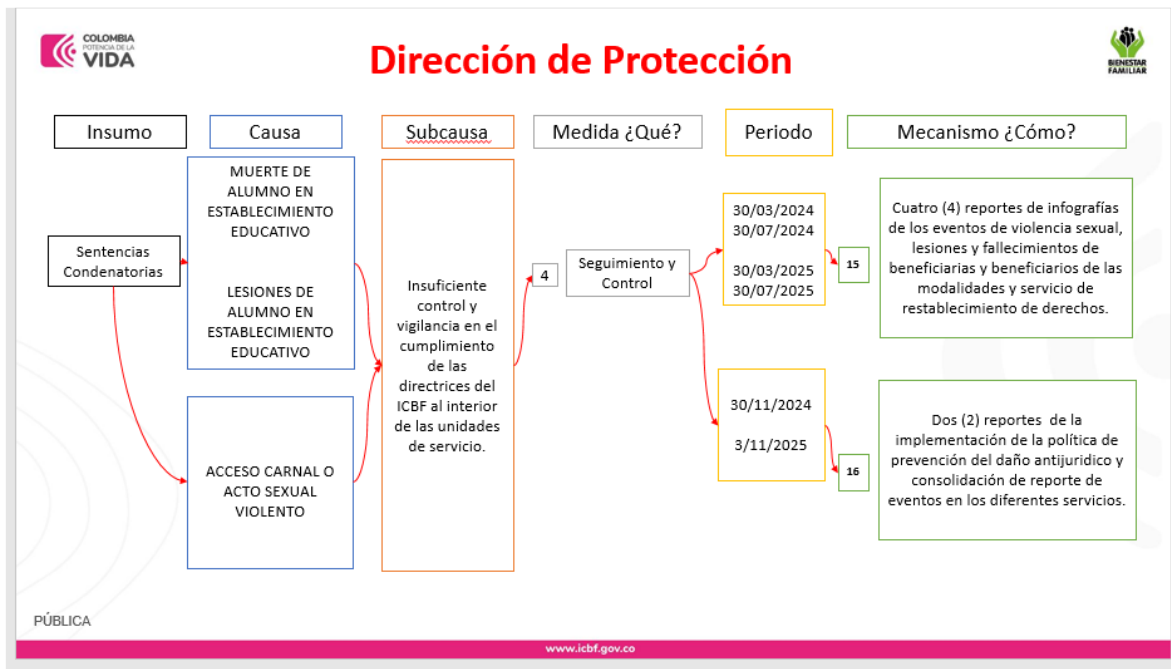 COLOMBIA
POTENCIA DE LA
VIDA
Dirección de Protección
BIENESTAR
FAMILIAR
Insumo
Causa
Subcausa
Medida ¿Qué?
Periodo
Mecanismo ¿Cómo?
Sentencias
Condenatorias
MUERTE DE
ALUMNO EN
ESTABLECIMIENTO
EDUCATIVO
LESIONES DE
ALUMNO EN
ESTABLECIMIENTO
EDUCATIVO
ACCESO CARNAL O
ACTO SEXUAL
VIOLENTO
Insuficiente
control y
vigilancia en el
cumplimiento
de las
directrices del
ICBF al interior
de las unidades
de servicio.
4
Seguimiento y
Control
30/03/2024
30/07/2024
30/03/2025
30/07/2025
15
Cuatro (4) reportes de infografías
de los eventos de violencia sexual,
lesiones y fallecimientos de
beneficiarias y beneficiarios de las
modalidades y servicio de
restablecimiento de derechos.
30/11/2024
3/11/2025
16
Dos (2) reportes de la
implementación de la política de
prevención del daño antijuridico y
consolidación de reporte de
eventos en los diferentes servicios.
PÚBLICA
www.icbf.gov.co